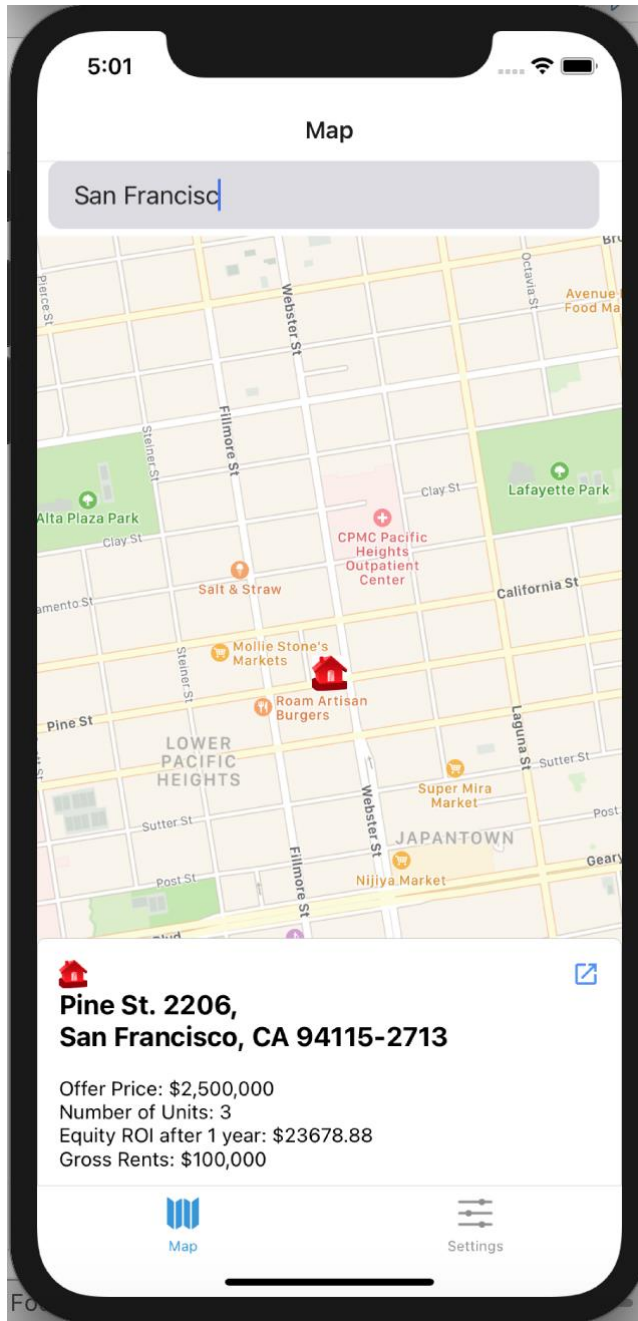 5:01
Map
San Francisc
Pierce St
Webster St
Octavia St
Avenue
Food Ma
Steiner St
Fillmore St
Alta Plaza Park
Clay St
Clay St
Lafayette Park
CPMC Pacific
Heights
Outpatient
Center
Salt & Straw
California St
amento St
Mollie Stone's
Markets
Steiner St
Roam Artisan
Burgers
Pine St
LOWER
PACIFIC
HEIGHTS
Laguna St
Sutter St
Super Mira
Market
Webster St
Sutter St
Post
JAPANTOWN
Fillmore St
Post St
Nijiya Market
Geary
Pine St. 2206,
San Francisco, CA 94115-2713
Offer Price: $2,500,000
Number of Units: 3
Equity ROI after 1 year: $23678.88
Gross Rents: $100,000
Map
Settings